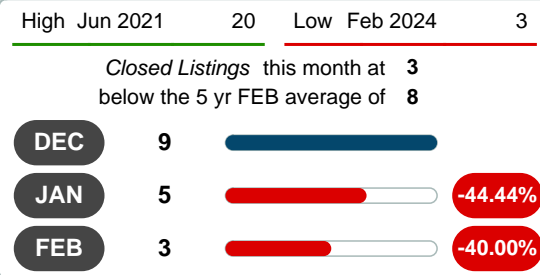 High Jun 2021 20 Low Feb 2024 3
Closed Listings this month at 3
below the 5 yr FEB average of 8
DEC 9
JAN 5 -44.44%
FEB 3 -40.00%